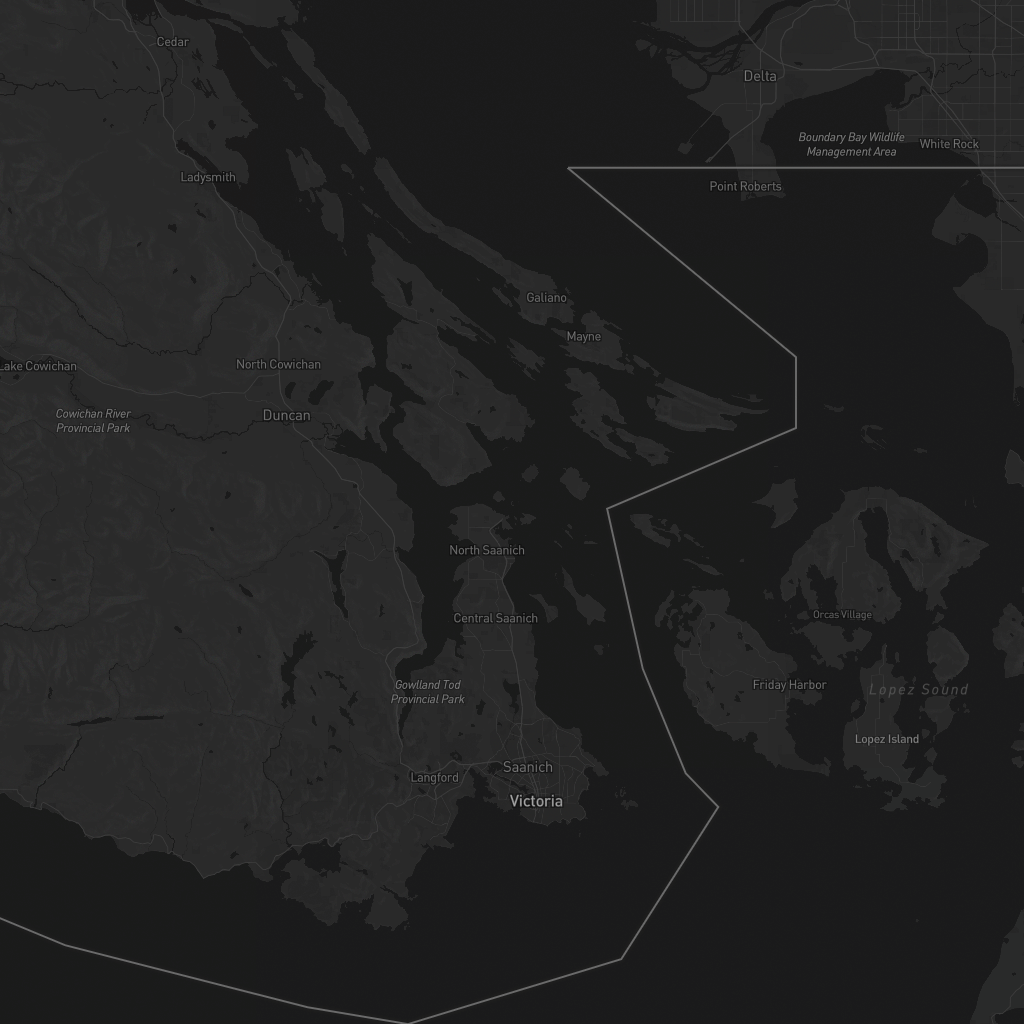 Cedar
Delta
Boundary Bay Wildlife
Management Area
White Rock
Ladysmith
Point Roberts
Galiano
Mayne
Lake Cowichan
North Cowichan
Cowichan River
Provincial Park
Duncan
North Saanich
Central Saanich
Orcas Village
Gowlland Tod
Provincial Park
Friday Harbor
Lopez Sound
Lopez Island
Saanich
Langford
Victoria